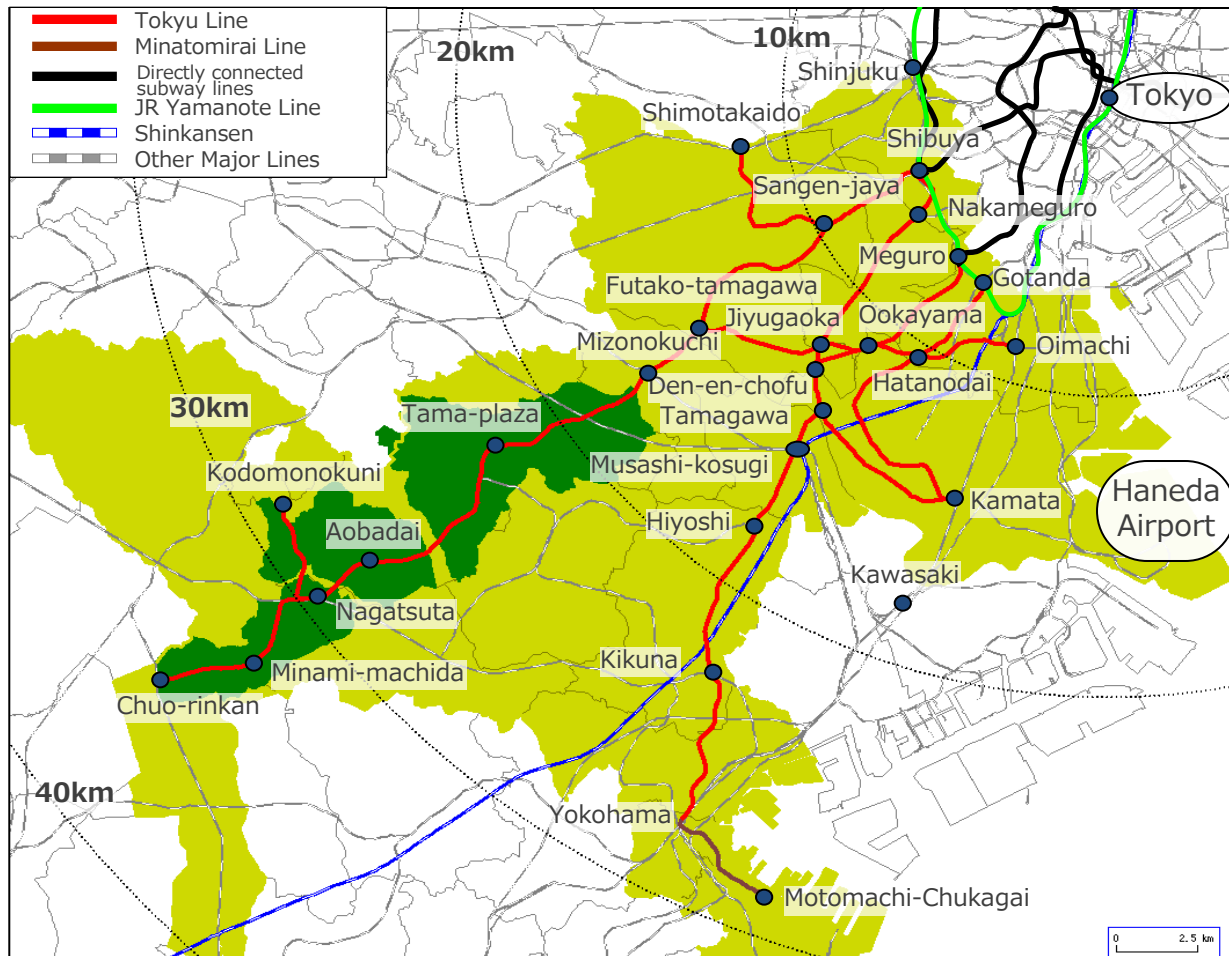 Tokyu Line
Minatomirai Line
Directly connected
subway lines
JR Yamanote Line
Shinkansen
Other Major Lines
20km
10km
Shinjuku
Tokyo
Shimotakaido
Shibuya
Sangen-jaya
Nakameguro
Meguro
Gotanda
Futako-tamagawa
Jiyugaoka
Ookayama
Mizonokuchi
Oimachi
Den-en-chofu
Hatanodai
30km
Tama-plaza
Tamagawa
Kodomonokuni
Musashi-kosugi
Kamata
Haneda
Airport
Hiyoshi
Aobadai
Kawasaki
Nagatsuta
Kikuna
Minami-machida
Chuo-rinkan
40km
Yokohama
Motomachi-Chukagai
0 2.5 km